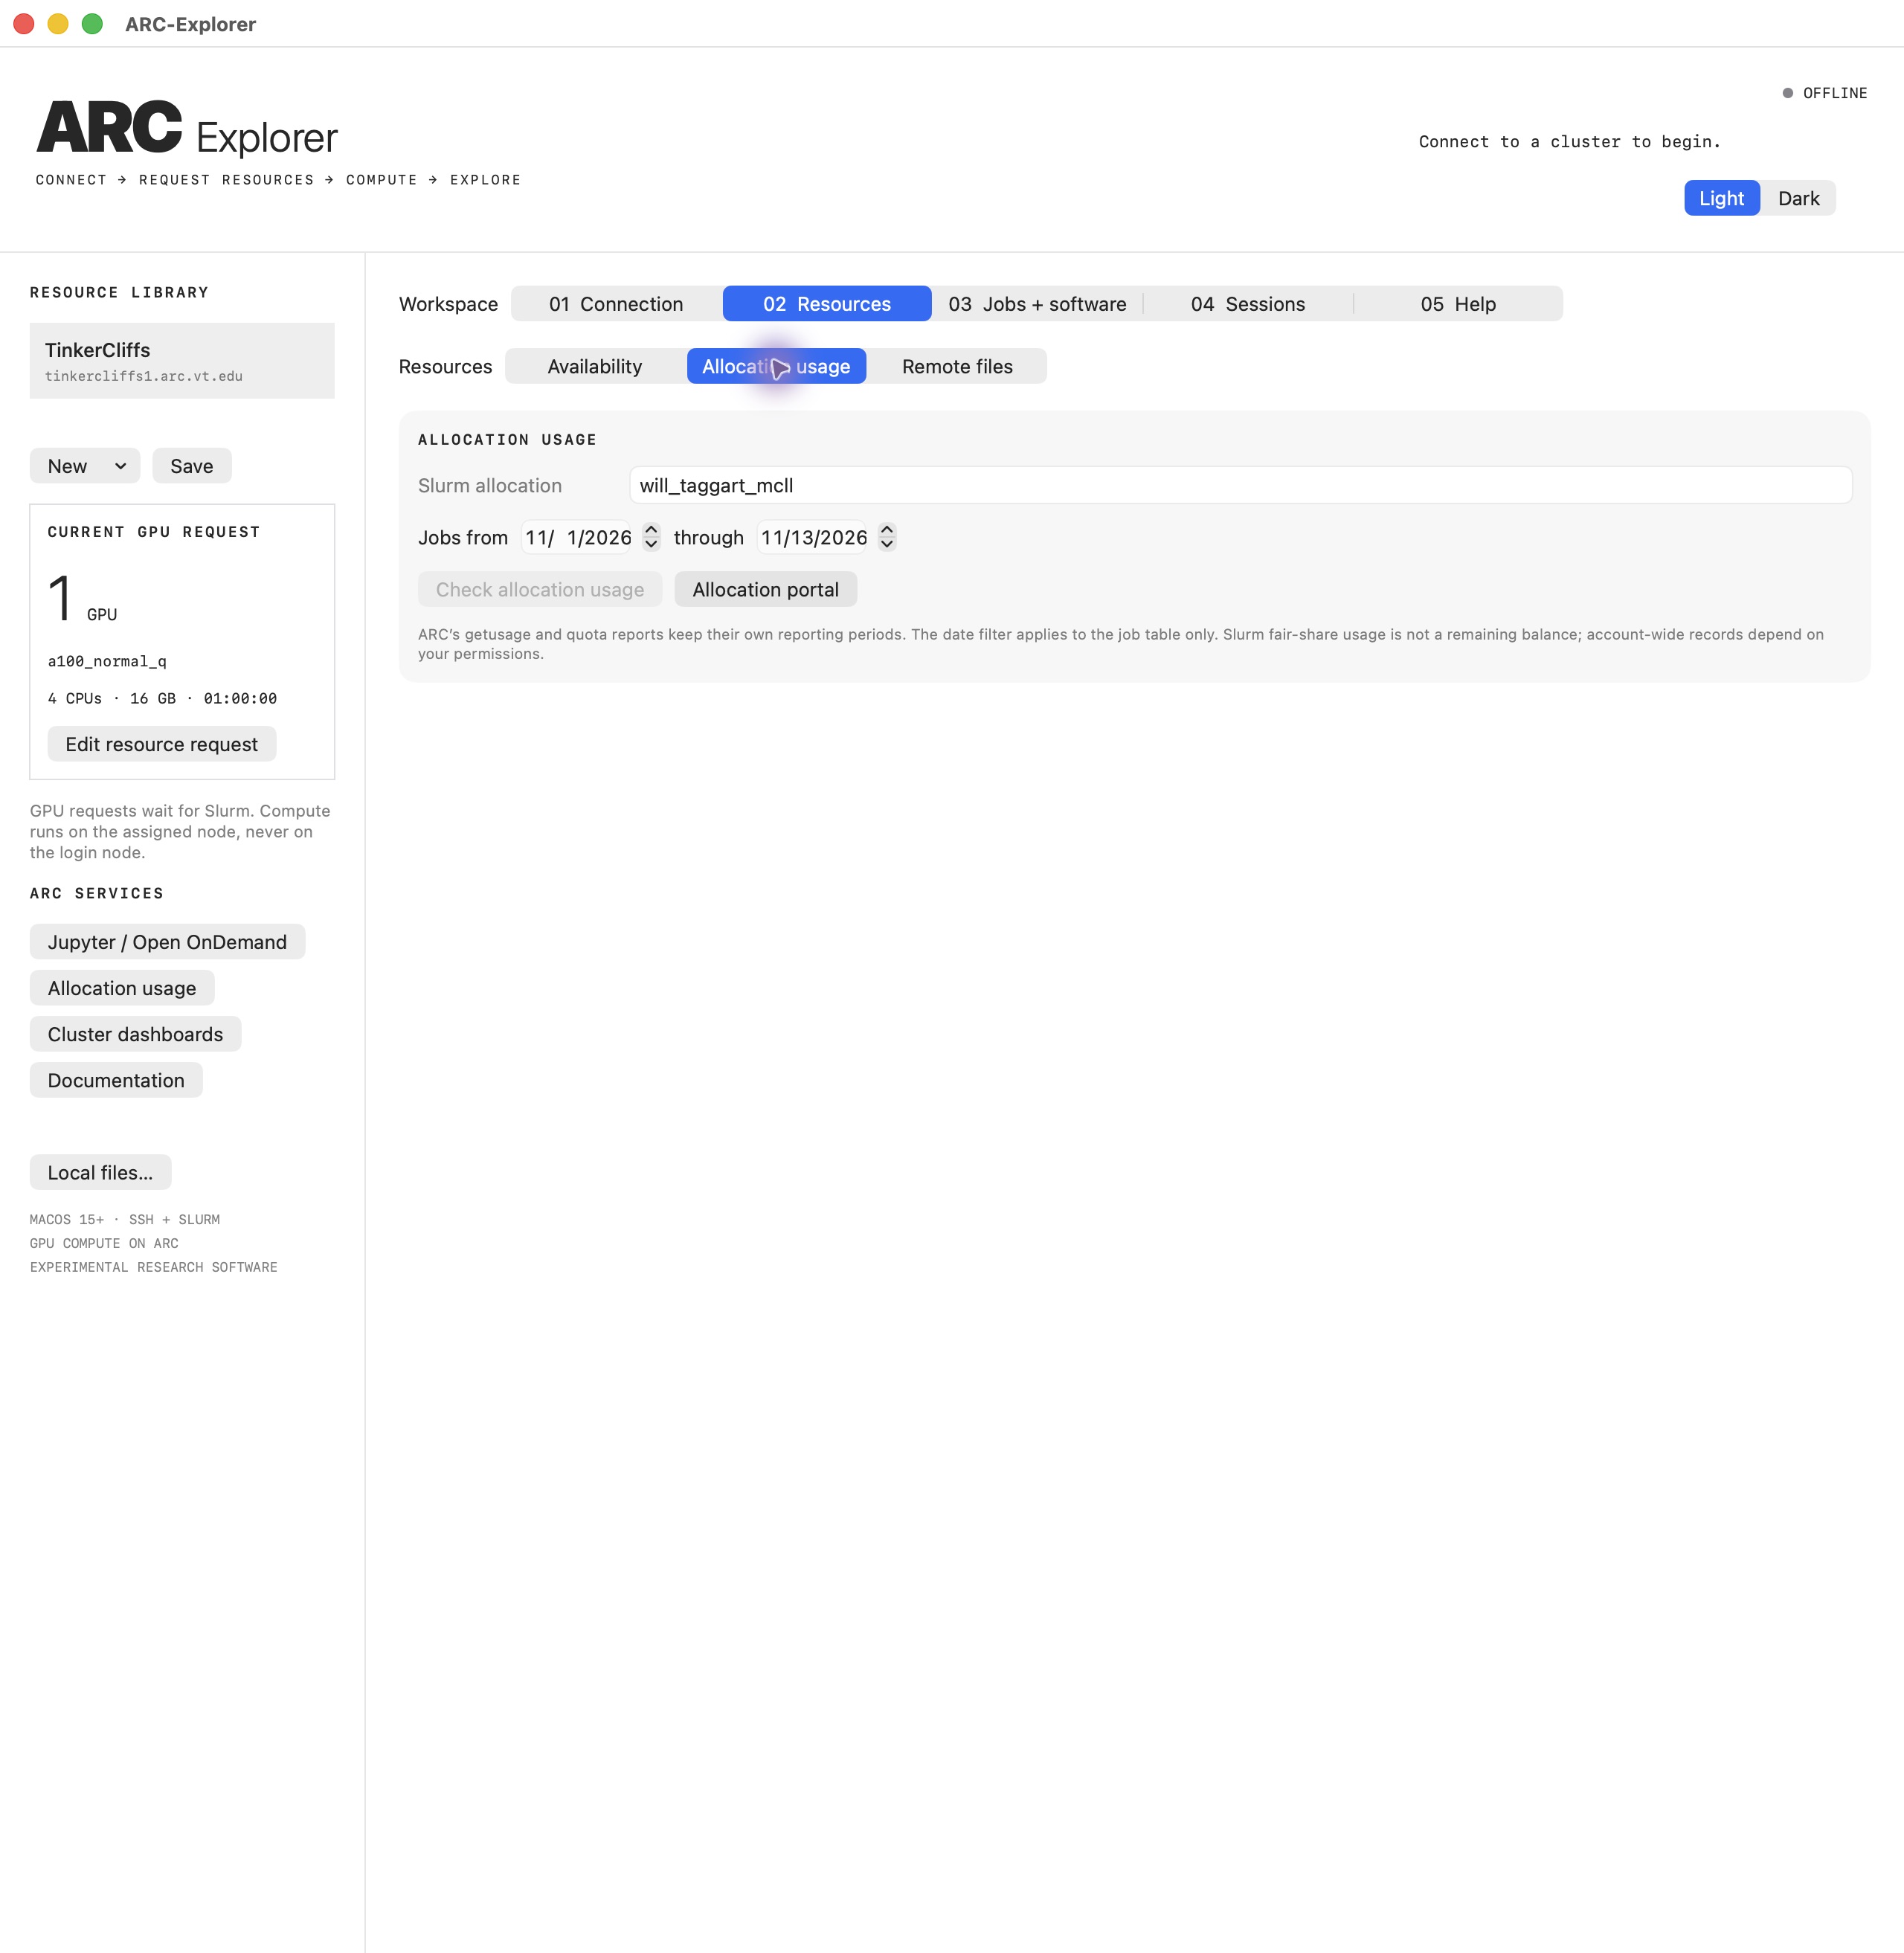 ARC-Explorer
ARC Explorer
CONNECT → REQUEST RESOURCES → COMPUTE → EXPLORE
OFFLINE
Connect to a cluster to begin.
Light Dark
RESOURCE LIBRARY
TinkerCliffs
tinkercliffs1.arc.vt.edu
New Save
CURRENT GPU REQUEST
1 GPU
a100_normal_q
4 CPUs · 16 GB · 01:00:00
Edit resource request
GPU requests wait for Slurm. Compute
runs on the assigned node, never on
the login node.
ARC SERVICES
Jupyter / Open OnDemand
Allocation usage
Cluster dashboards
Documentation
Local files...
MACOS 15+ · SSH + SLURM
GPU COMPUTE ON ARC
EXPERIMENTAL RESEARCH SOFTWARE
Workspace 01 Connection 02 Resources 03 Jobs + software 04 Sessions 05 Help
Resources Availability Allocation usage Remote files
ALLOCATION USAGE
Slurm allocation will_taggart_mcll
Jobs from 11/ 1/2026 through 11/13/2026
Check allocation usage Allocation portal
ARC's getusage and quota reports keep their own reporting periods. The date filter applies to the job table only. Slurm fair-share usage is not a remaining balance; account-wide records depend on
your permissions.